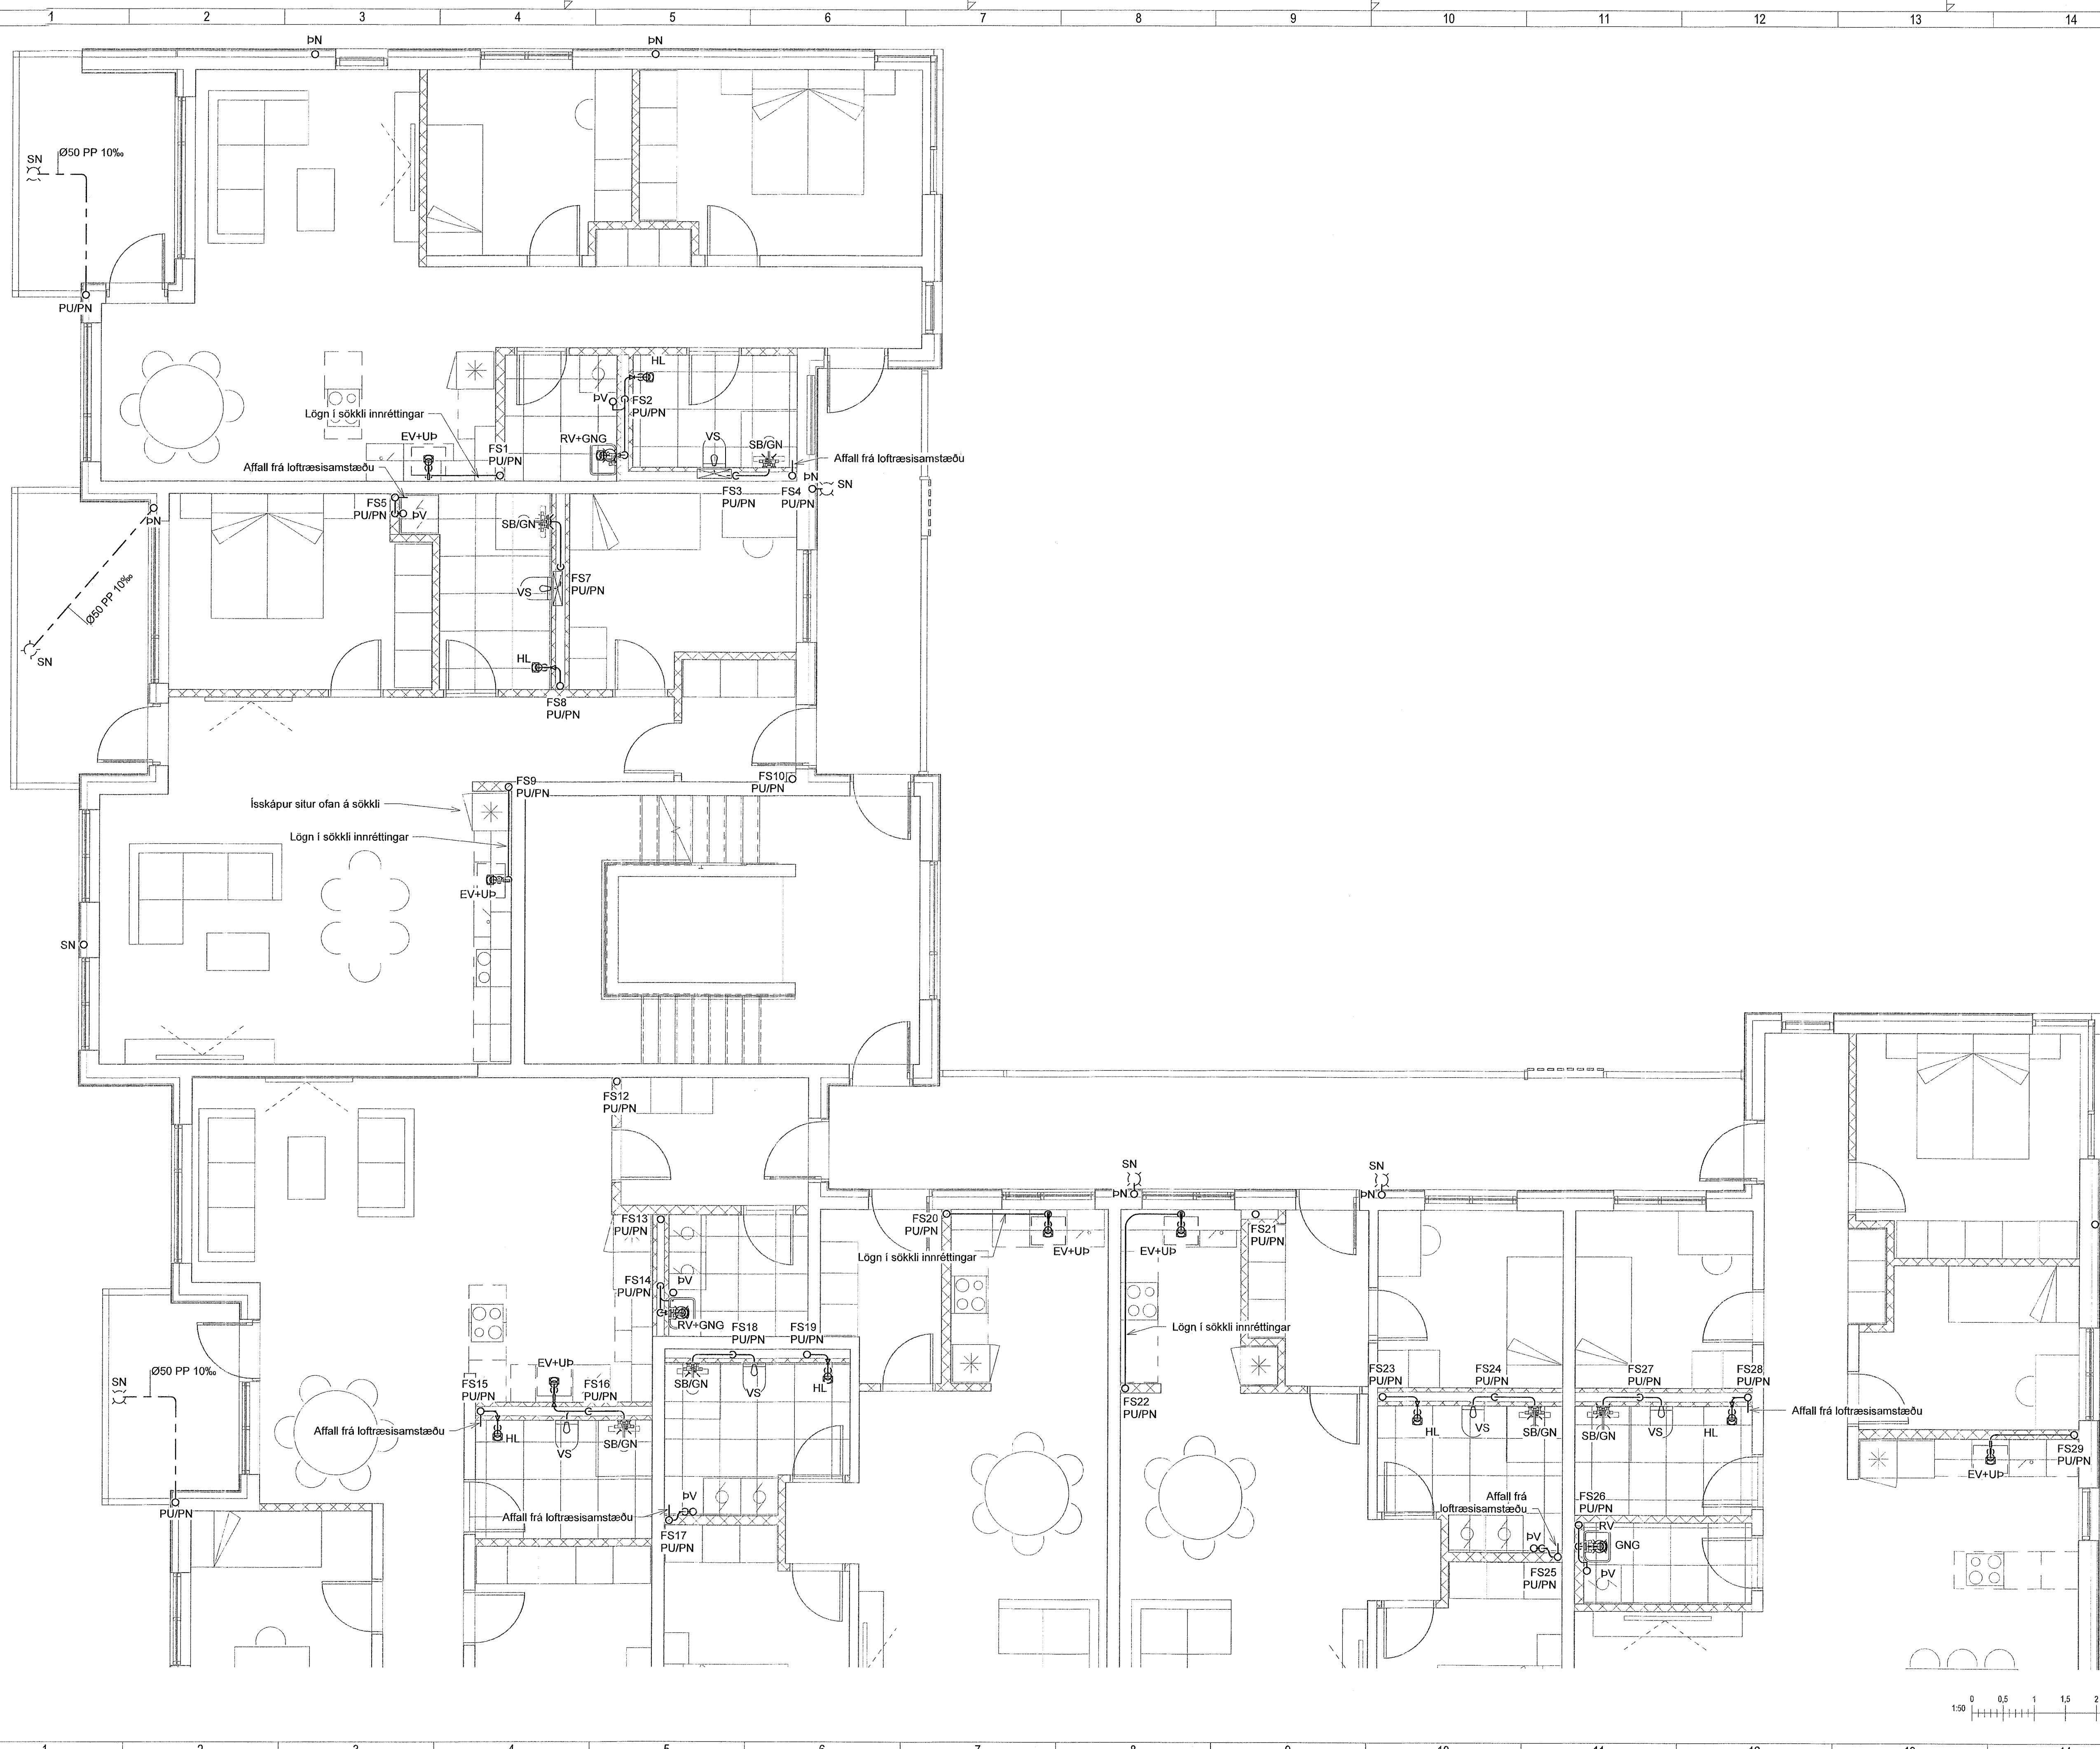 1 2 3 4 5 6 7 8 9 10 11 12 13 14
ÞN
ÞN
SN
Ø50 PP 10‰
PU/PN
HL
ÞV
FS2
PU/PN
Lögn í sökkli innréttingar
EV+UÞ
FS1
PU/PN
RV+GNG
VS
SB/GN
Affall frá loftræsisamstæðu
Affall frá loftræsisamstæðu
FS3
PU/PN
FS4
PU/PN
ÞN
SN
FS5
PU/PN
ÞV
ÞN
SB/GN
FS7
PU/PN
VS
Ø50 PP 10‰
SN
HL
FS8
PU/PN
FS9
PU/PN
FS10
PU/PN
Ísskápur situr ofan á sökkli
Lögn í sökkli innréttingar
EV+UÞ
SN
FS12
PU/PN
SN
ÞN
SN
ÞN
FS13
PU/PN
FS20
PU/PN
FS21
PU/PN
Lögn í sökkli innréttingar
EV+UÞ
EV+UÞ
FS14
PU/PN
ÞV
RV+GNG
FS18
PU/PN
FS19
PU/PN
Lögn í sökkli innréttingar
SN
Ø50 PP 10‰
EV+UÞ
FS15
PU/PN
FS16
PU/PN
SB/GN
VS
HL
FS22
PU/PN
FS23
PU/PN
FS24
PU/PN
FS27
PU/PN
FS28
PU/PN
Affall frá loftræsisamstæðu
Affall frá loftræsisamstæðu
HL
VS
SB/GN
HL
VS
SB/GN
SB/GN
VS
HL
FS29
PU/PN
EV+UÞ
PU/PN
ÞV
Affall frá loftræsisamstæðu
FS17
PU/PN
Affall frá
loftræsisamstæðu
ÞV
FS25
PU/PN
FS26
PU/PN
RV
GNG
ÞV
1:50 0 0,5 1 1,5 2